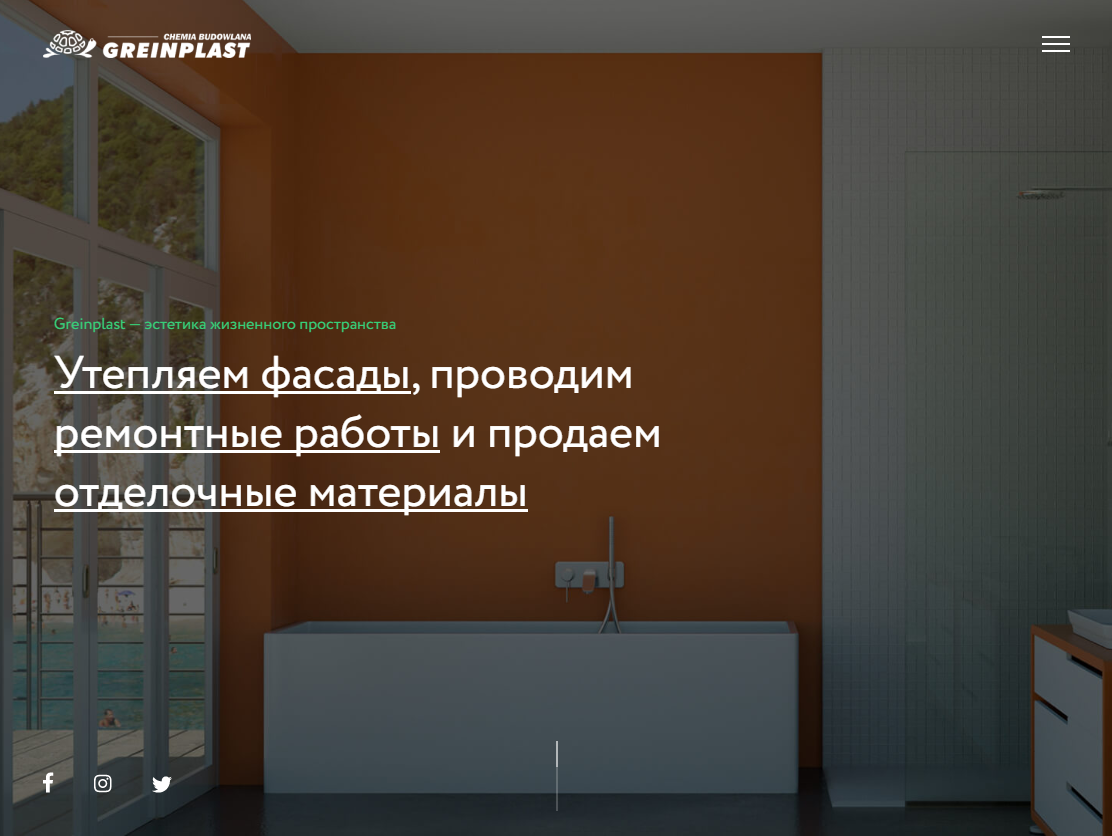 CHEMIA BUDOWLANA
GREINPLAST
Greinplast — эстетика жизненного пространства
Утепляем фасады, проводим
ремонтные работы и продаем
отделочные материалы